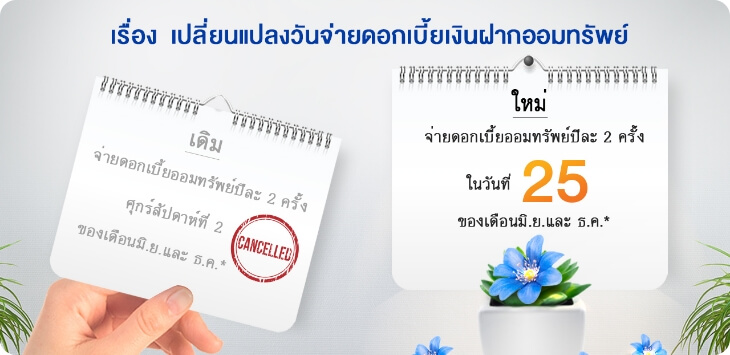 เรื่อง เปลี่ยนแปลงวันจ่ายดอกเบี้ยเงินฝากออมทรัพย์
เดิม
จ่ายดอกเบี้ยออมทรัพย์ปีละ 2 ครั้ง
ศุกร์สัปดาห์ที่ 2
ของเดือนมิ.ย.และ ธ.ค.*
CANCELLED
ใหม่
จ่ายดอกเบี้ยออมทรัพย์ปีละ 2 ครั้ง
ในวันที่ 25
ของเดือนมิ.ย.และ ธ.ค.*